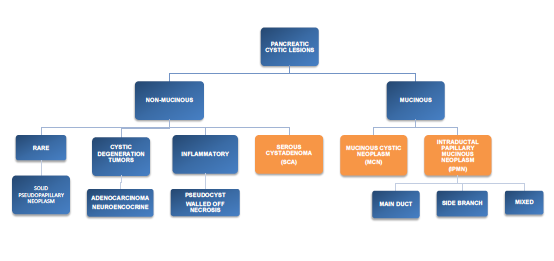 PANCREATIC
CYSTIC LESIONS
NON-MUCINOUS
MUCINOUS
RARE
CYSTIC
DEGENERATION
TUMORS
INFLAMMATORY
SEROUS
CYSTADENOMA
(SCA)
MUCINOUS CYSTIC
NEOPLASM
(MCN)
INTRADUCTAL
PAPILLARY
MUCINOUS
NEOPLASM
(IPMN)
SOLID
PSEUDOPAPILLARY
NEOPLASM
ADENOCARCINOMA
NEUROENCOCRINE
PSEUDOCYST
WALLED OFF
NECROSIS
MAIN DUCT
SIDE BRANCH
MIXED